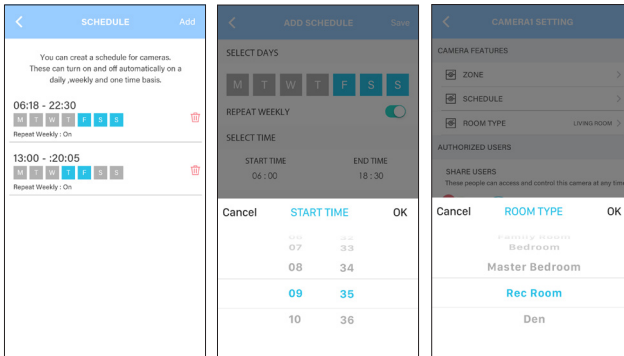 SCHEDULE
Add
You can creat a schedule for cameras.
These can turn on and off automatically on a
daily ,weekly and one time basis.
06:18 - 22:30
M T W T F S S
Repeat Weekly : On
13:00 - :20:05
M T W T F S S
Repeat Weekly : On
ADD SCHEDULE
Save
SELECT DAYS
M T W T F S S
REPEAT WEEKLY
SELECT TIME
START TIME
END TIME
06 : 00
18 : 30
Cancel
START TIME
OK
07 33
08 34
09 35
10 36
CAMERA1 SETTING
CAMERA FEATURES
ZONE
SCHEDULE
ROOM TYPE
LIVING ROOM
AUTHORIZED USERS
SHARE USERS
These people can access and control this camera at any time
Cancel
ROOM TYPE
OK
Family Room
Bedroom
Master Bedroom
Rec Room
Den